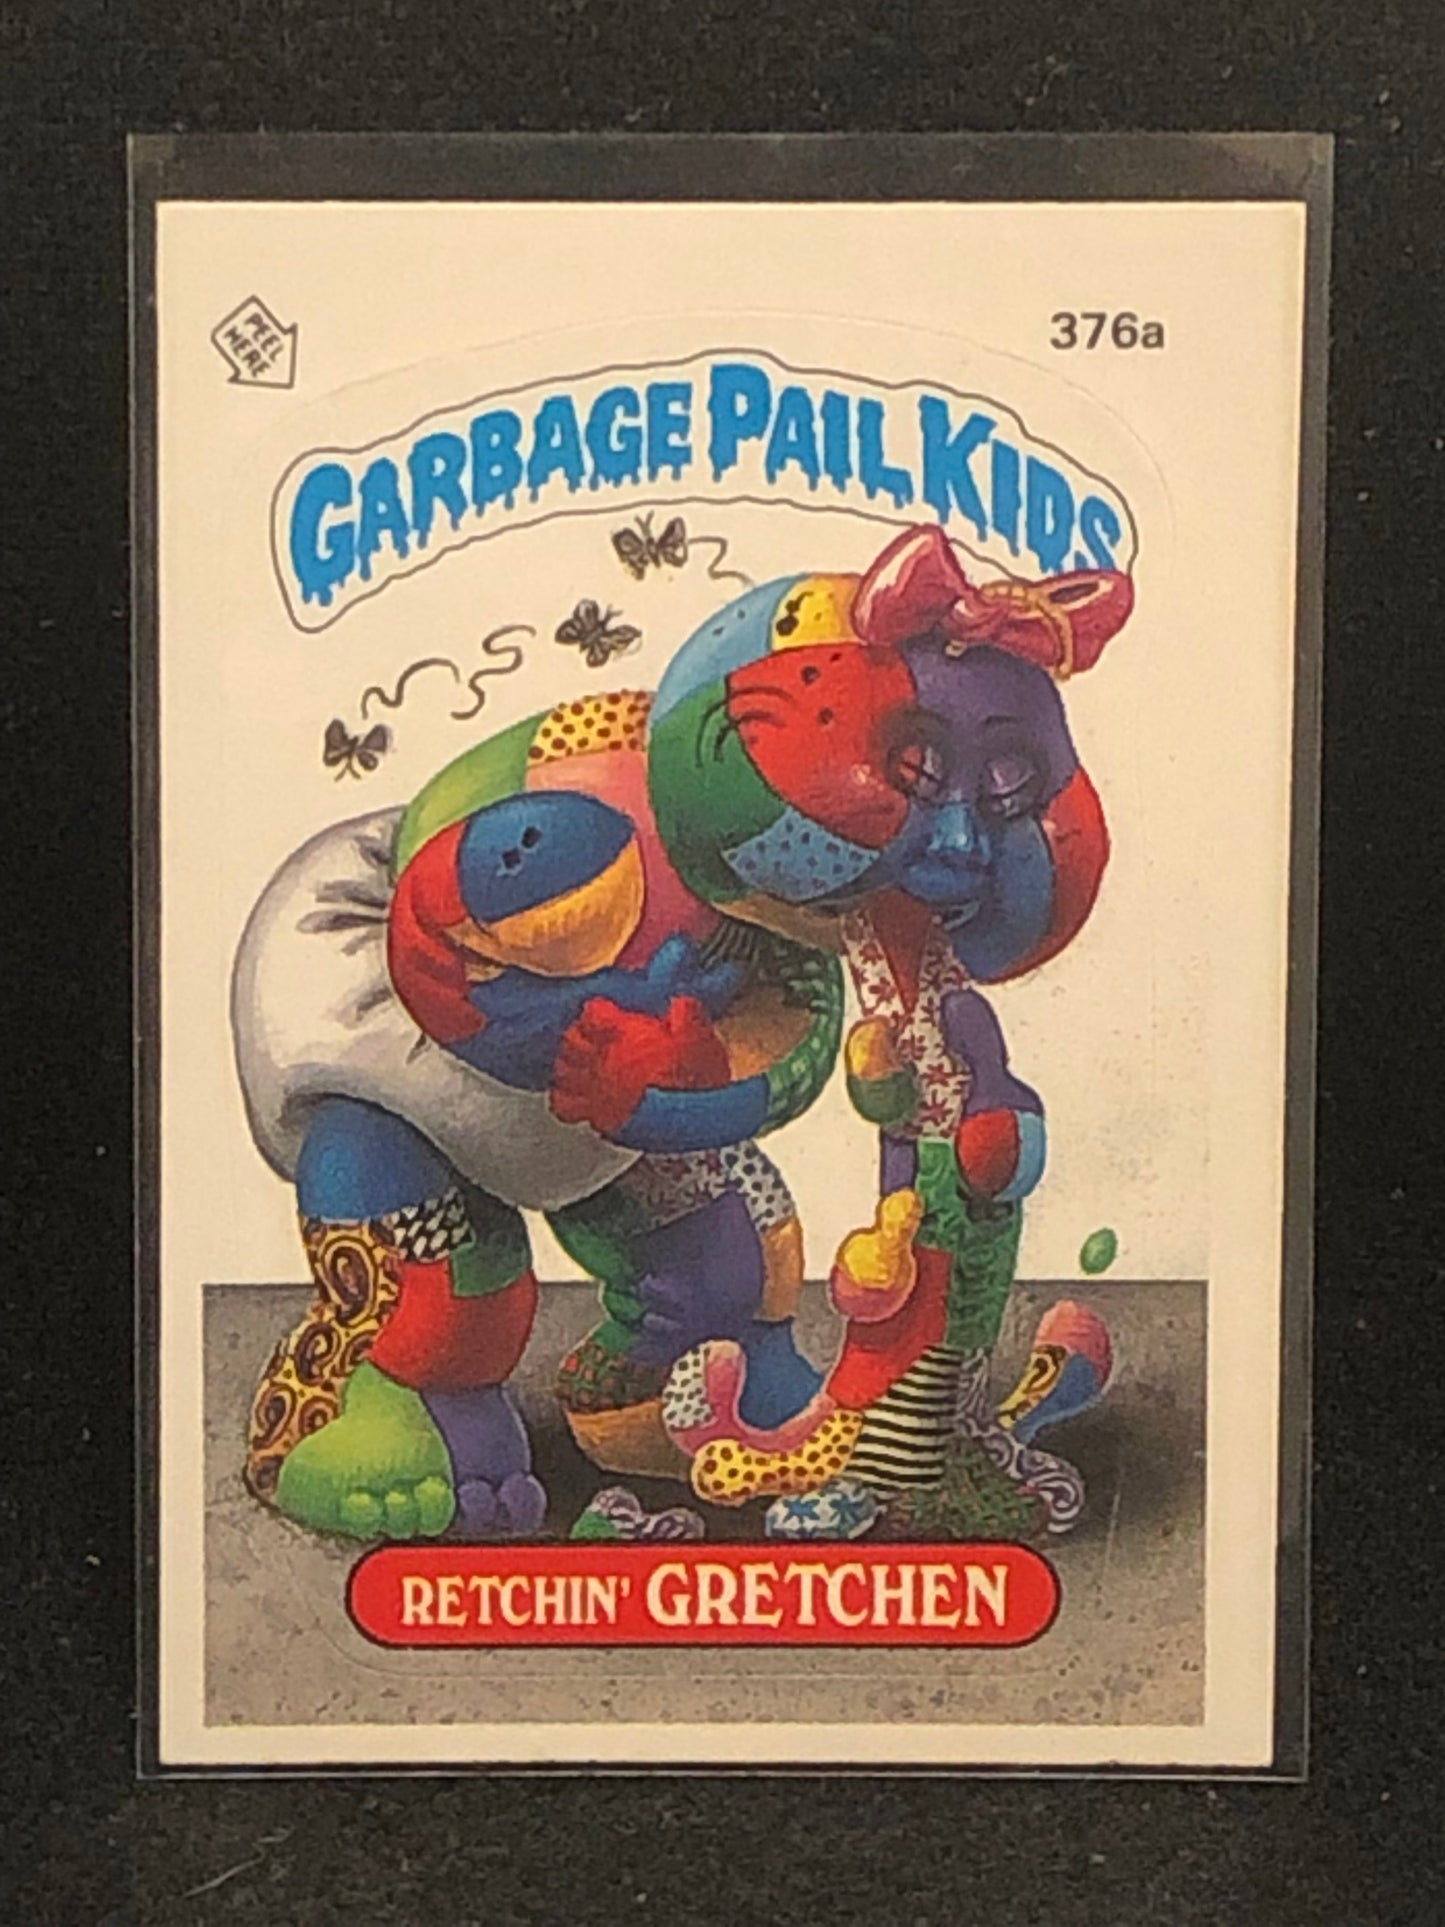 PEEL
HERE
376a
GARBAGE PAIL KIDS
RETCHIN' GRETCHEN